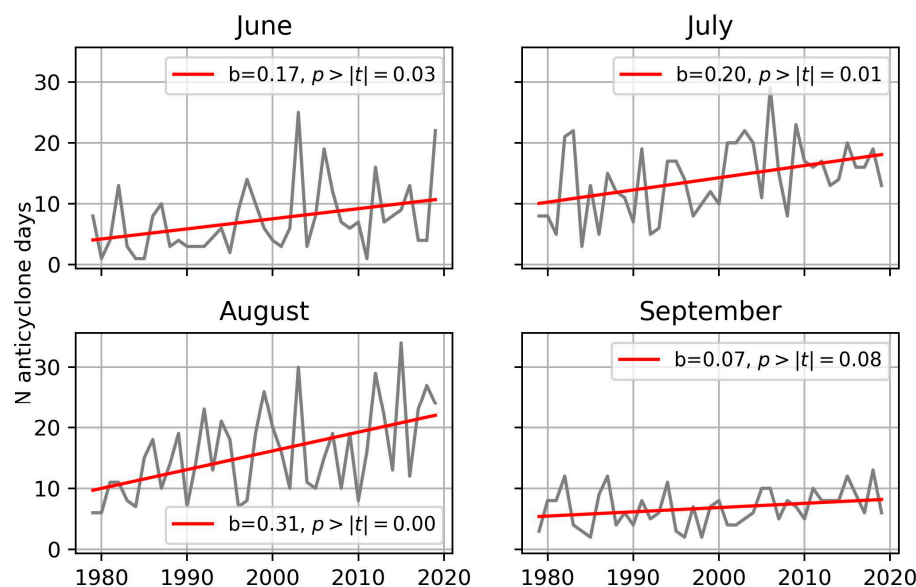 June
July
b=0.17, p > |t| = 0.03
b=0.20, p > |t| = 0.01
30
20
10
0
N anticyclone days
August
September
b=0.07, p > |t| = 0.08
30
20
10
0
b=0.31, p > |t| = 0.00
1980 1990 2000 2010 2020
1980 1990 2000 2010 2020